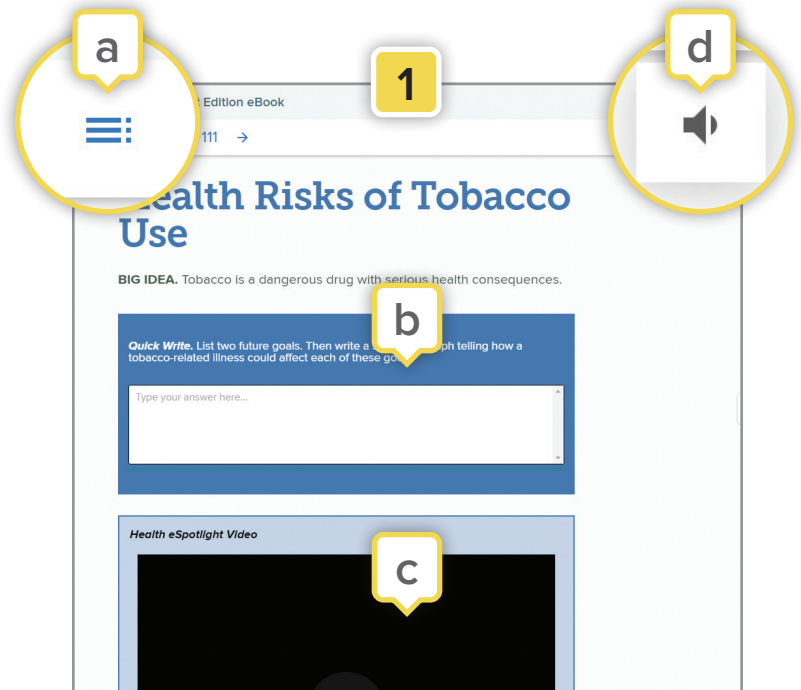 a
d
1
Edition eBook
111 →
Health Risks of Tobacco
Use
BIG IDEA. Tobacco is a dangerous drug with serious health consequences.
b
Quick Write. List two future goals. Then write a ph telling how a
tobacco-related illness could affect each of these
Type your answer here...
Health eSpotlight Video
c